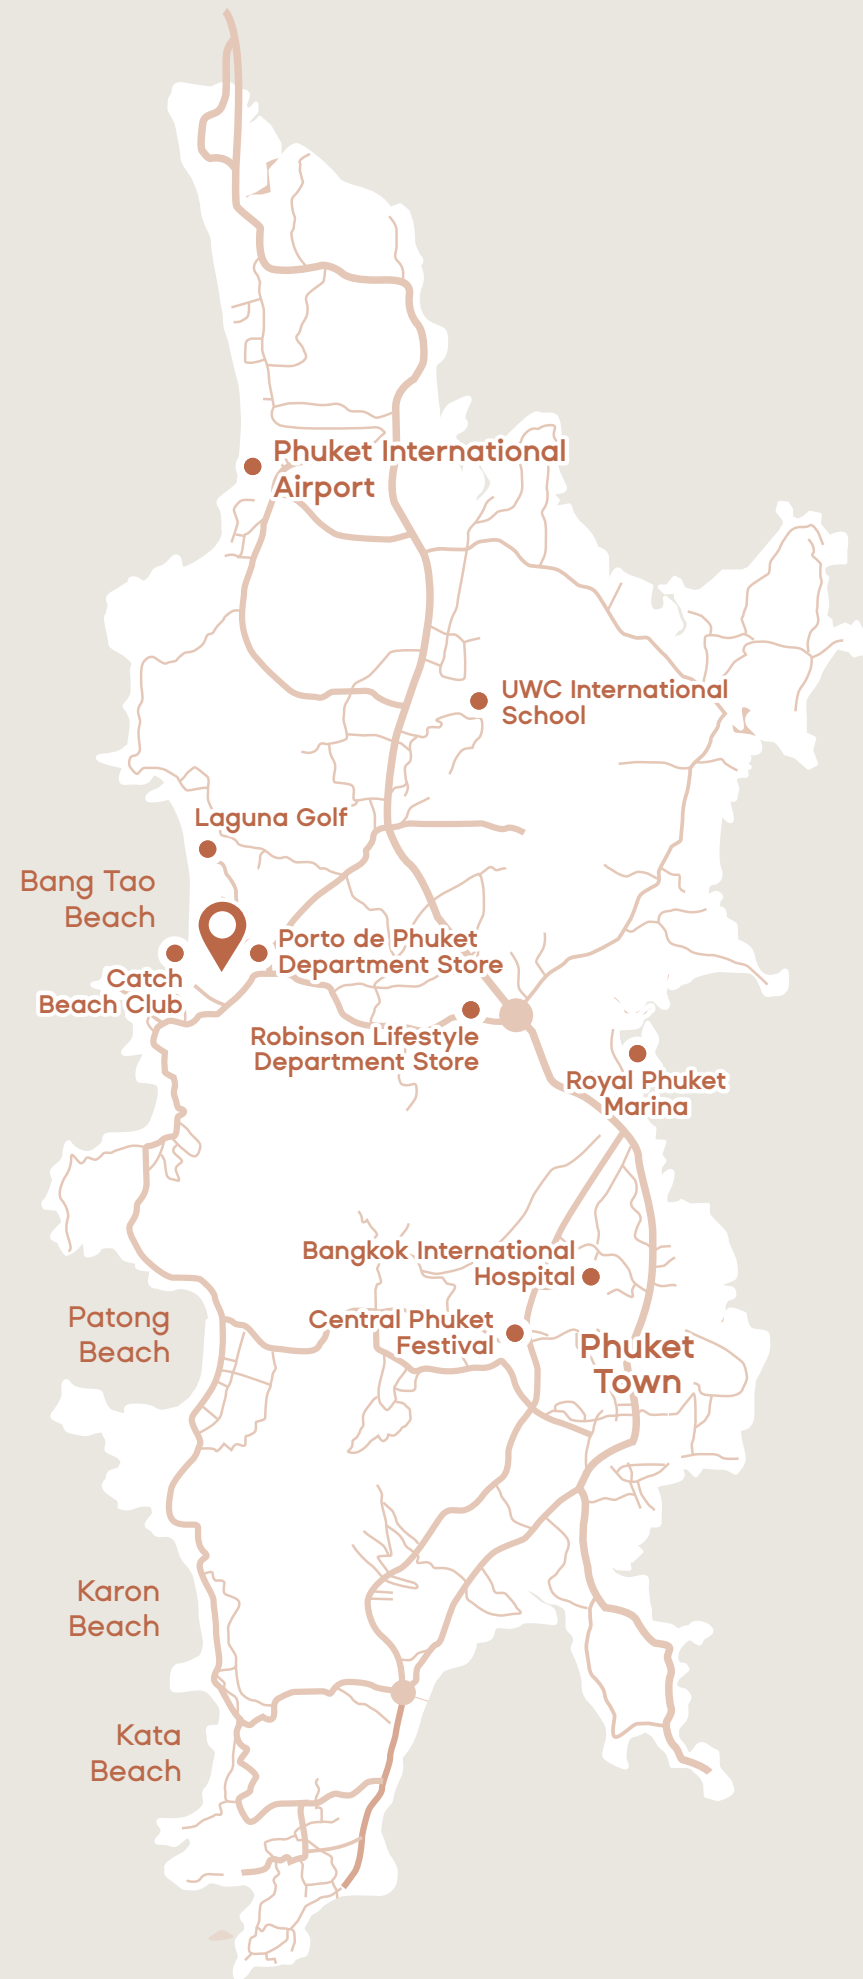 Phuket International
Airport
UWC International
School
Laguna Golf
Bang Tao
Beach
Porto de Phuket
Department Store
Catch
Beach Club
Robinson Lifestyle
Department Store
Royal Phuket
Marina
Bangkok International
Hospital
Central Phuket
Festival
Patong
Beach
Phuket
Town
Karon
Beach
Kata
Beach